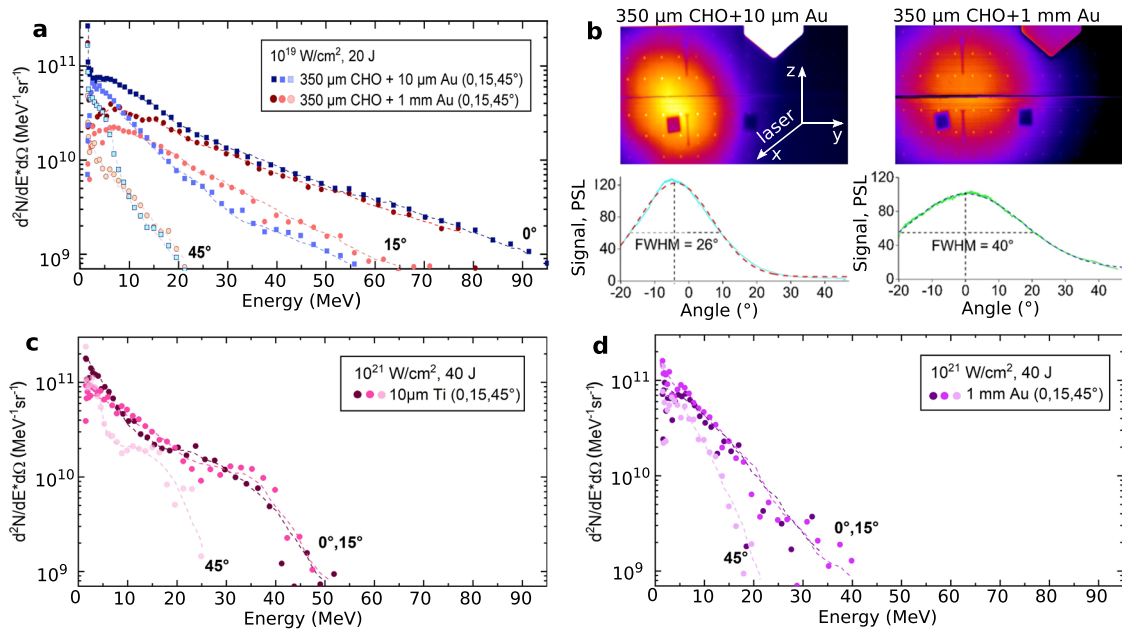 a
10¹⁹ W/cm², 20 J
350 µm CHO + 10 µm Au (0,15,45°)
350 µm CHO + 1 mm Au (0,15,45°)
10¹¹
10¹⁰
10⁹
d²N/dE*dΩ (MeV⁻¹sr⁻¹)
45°
15°
0°
0 10 20 30 40 50 60 70 80 90
Energy (MeV)
b
350 µm CHO+10 µm Au
350 µm CHO+1 mm Au
z
y
x
laser
120
80
40
0
Signal, PSL
FWHM = 26°
-20 -10 0 10 20 30 40
Angle (°)
120
80
40
0
Signal, PSL
FWHM = 40°
-20 -10 0 10 20 30 40
Angle (°)
c
10²¹ W/cm², 40 J
10µm Ti (0,15,45°)
10¹¹
10¹⁰
10⁹
d²N/dE*dΩ (MeV⁻¹sr⁻¹)
45°
0°,15°
0 10 20 30 40 50 60 70 80 90
Energy (MeV)
d
10²¹ W/cm², 40 J
1 mm Au (0,15,45°)
10¹¹
10¹⁰
10⁹
d²N/dE*dΩ (MeV⁻¹sr⁻¹)
45°
0°,15°
0 10 20 30 40 50 60 70 80 90
Energy (MeV)